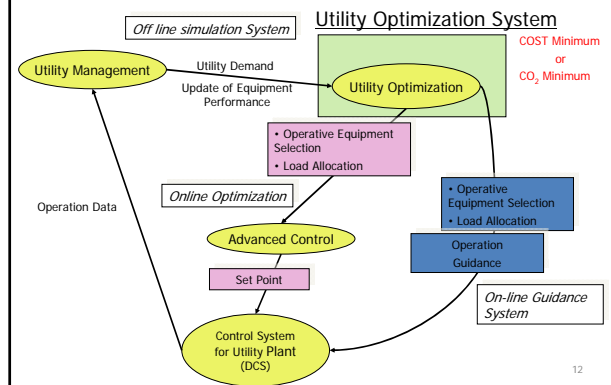 Utility Optimization System
Off line simulation System
COST Minimum
or
CO2 Minimum
Utility Management
Utility Demand
Update of Equipment
Performance
Utility Optimization
• Operative Equipment
Selection
• Load Allocation
Online Optimization
• Operative
Equipment Selection
• Load Allocation
Operation Data
Advanced Control
Operation
Guidance
Set Point
On-line Guidance
System
Control System
for Utility Plant
(DCS)
12